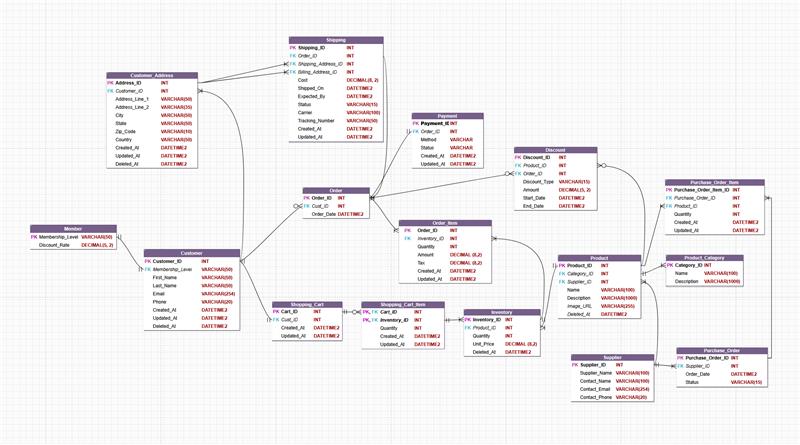 Shipping
PK Shipping_ID INT
FK Order_ID INT
FK Shipping_Address_ID INT
FK Billing_Address_ID INT
Cost DECIMAL(8, 2)
Shipped_On DATETIME2
Expected_By DATETIME2
Status VARCHAR(15)
Carrier VARCHAR(100)
Tracking_Number VARCHAR(50)
Created_At DATETIME2
Updated_At DATETIME2
Customer_Address
PK Address_ID INT
FK Customer_ID INT
Address_Line_1 VARCHAR(50)
Address_Line_2 VARCHAR(35)
City VARCHAR(50)
State VARCHAR(50)
Zip_Code VARCHAR(10)
Country VARCHAR(50)
Created_At DATETIME2
Updated_At DATETIME2
Deleted_At DATETIME2
Payment
PK Payment_ID INT
FK Order_ID INT
Method VARCHAR
Status VARCHAR
Created_At DATETIME2
Updated_At DATETIME2
Discount
PK Discount_ID INT
FK Product_ID INT
FK Order_ID INT
Discount_Type VARCHAR(15)
Amount DECIMAL(5, 2)
Start_Date DATETIME2
End_Date DATETIME2
Purchase_Order_Item
PK Purchase_Order_Item_ID INT
FK Purchase_Order_ID INT
FK Product_ID INT
Quantity INT
Created_At DATETIME2
Updated_At DATETIME2
Order
PK Order_ID INT
FK Cust_ID INT
Order_Date DATETIME2
Order_Item
PK Order_ID INT
FK Inventory_ID INT
Quantity INT
Amount DECIMAL (8,2)
Tax DECIMAL (8,2)
Created_At DATETIME2
Updated_At DATETIME2
Member
PK Membership_Level VARCHAR(50)
Discount_Rate DECIMAL(5, 2)
Customer
PK Customer_ID INT
FK Membership_Level VARCHAR(50)
First_Name VARCHAR(50)
Last_Name VARCHAR(50)
Email VARCHAR(254)
Phone VARCHAR(20)
Created_At DATETIME2
Updated_At DATETIME2
Deleted_At DATETIME2
Product
PK Product_ID INT
FK Category_ID INT
FK Supplier_ID INT
Name VARCHAR(100)
Description VARCHAR(1000)
Image_URL VARCHAR(255)
Deleted_At DATETIME2
Product_Category
PK Category_ID INT
Name VARCHAR(100)
Description VARCHAR(1000)
Shopping_Cart
PK Cart_ID INT
FK Cust_ID INT
Created_At DATETIME2
Updated_At DATETIME2
Shopping_Cart_Item
PK, FK Cart_ID INT
PK, FK Inventory_ID INT
Quantity INT
Created_At DATETIME2
Updated_At DATETIME2
Inventory
PK Inventory_ID INT
FK Product_ID INT
Quantity INT
Unit_Price DECIMAL (8,2)
Deleted_At DATETIME2
Supplier
PK Supplier_ID INT
Supplier_Name VARCHAR(100)
Contact_Name VARCHAR(100)
Contact_Email VARCHAR(254)
Contact_Phone VARCHAR(20)
Purchase_Order
PK Purchase_Order_ID INT
FK Supplier_ID INT
Order_Date DATETIME2
Status VARCHAR(15)